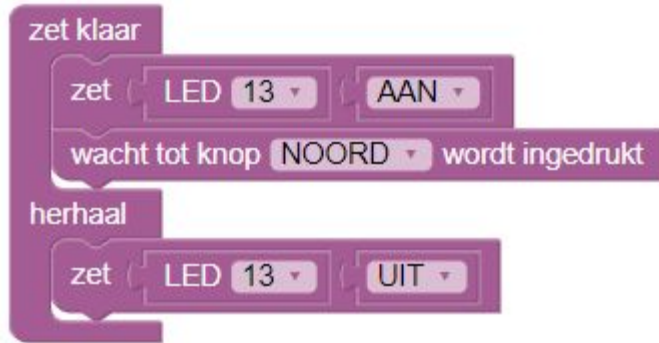 zet klaar
zet LED 13 AAN
wacht tot knop NOORD wordt ingedrukt
herhaal
zet LED 13 UIT